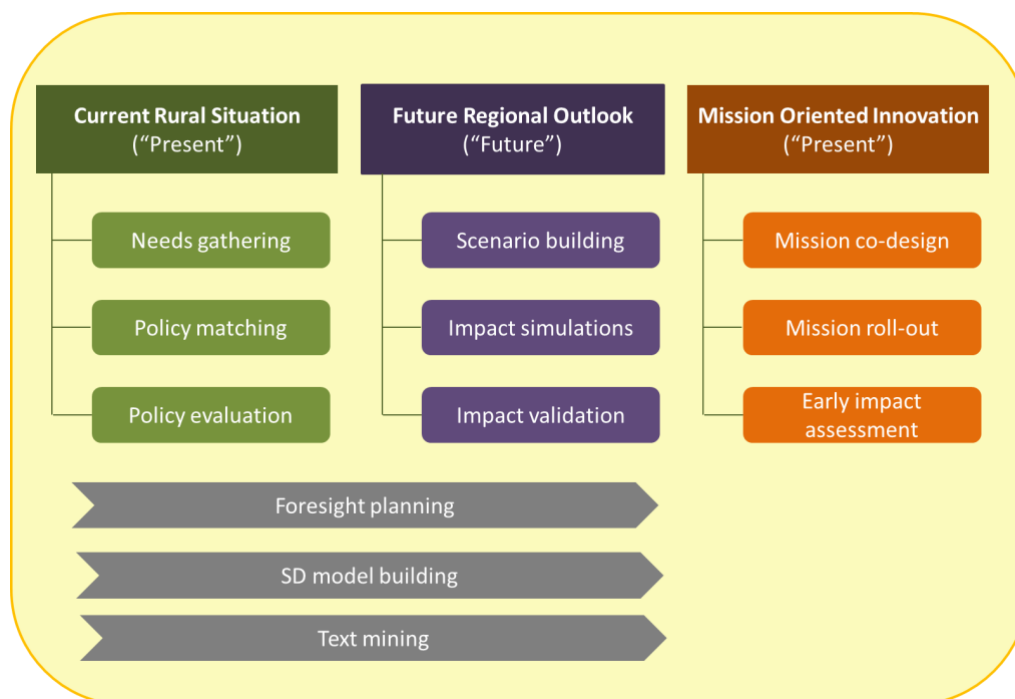 Current Rural Situation
(“Present”)
Needs gathering
Policy matching
Policy evaluation
Future Regional Outlook
(“Future”)
Scenario building
Impact simulations
Impact validation
Mission Oriented Innovation
(“Present”)
Mission co-design
Mission roll-out
Early impact
assessment
Foresight planning
SD model building
Text mining